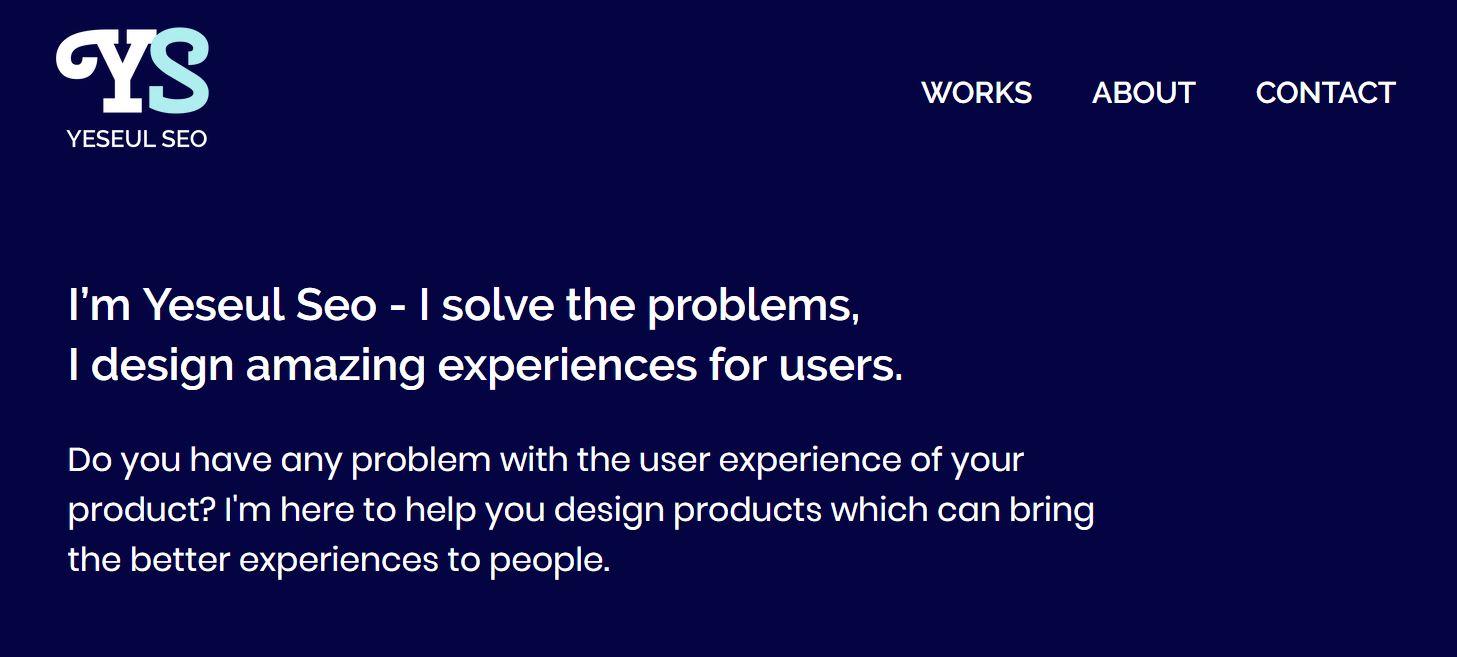 YS
YESEUL SEO
WORKS ABOUT CONTACT
I’m Yeseul Seo - I solve the problems,
I design amazing experiences for users.
Do you have any problem with the user experience of your
product? I'm here to help you design products which can bring
the better experiences to people.